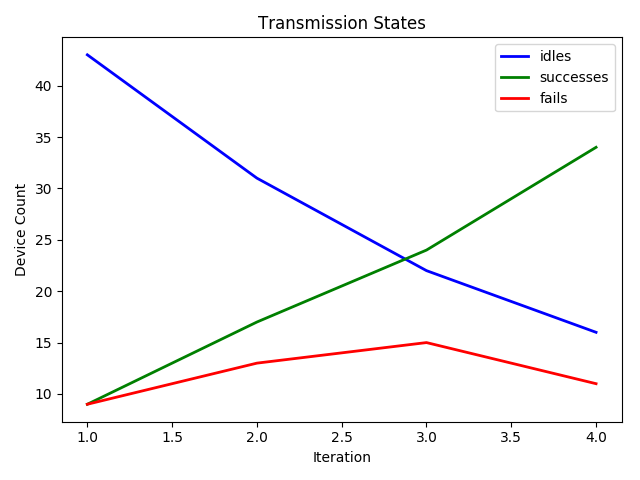 Transmission States
idles
successes
fails
Device Count
40
35
30
25
20
15
10
1.0 1.5 2.0 2.5 3.0 3.5 4.0
Iteration